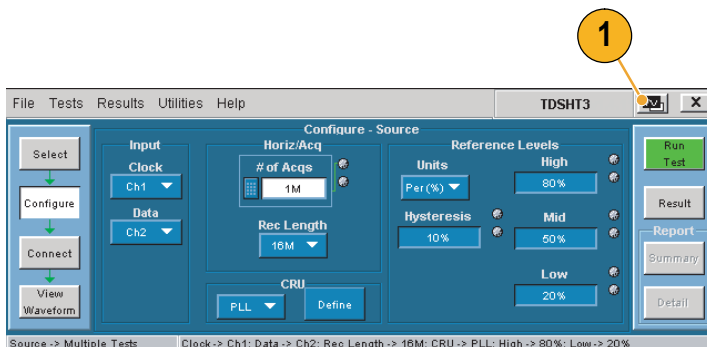 1
File Tests Results Utilities Help TDSHT3 X
Configure - Source
Select
Configure
Connect
View
Waveform
Input
Clock
Ch1
Data
Ch2
Horiz/Acq
# of Acqs
1M
Rec Length
16M
CRU
PLL Define
Reference Levels
Units
Per(%)
Hysteresis
10%
High
80%
Mid
50%
Low
20%
Run
Test
Result
Report
Summary
Detail
Source -> Multiple Tests Clock-> Ch1: Data -> Ch2: Rec Length -> 16M: CRU -> PLL: High -> 80%: Low-> 20%